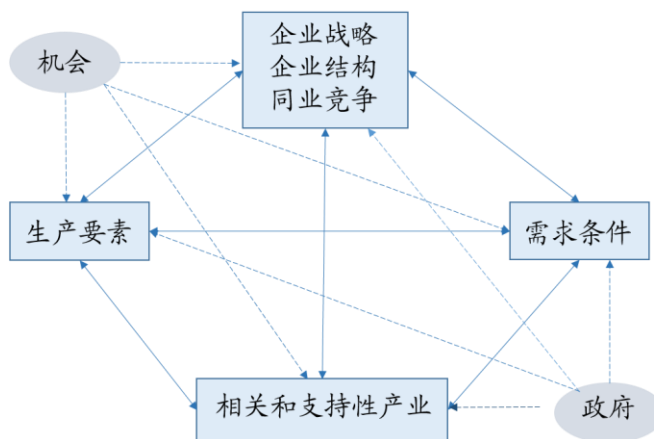 机会
企业战略
企业结构
同业竞争
生产要素
需求条件
相关和支持性产业
政府